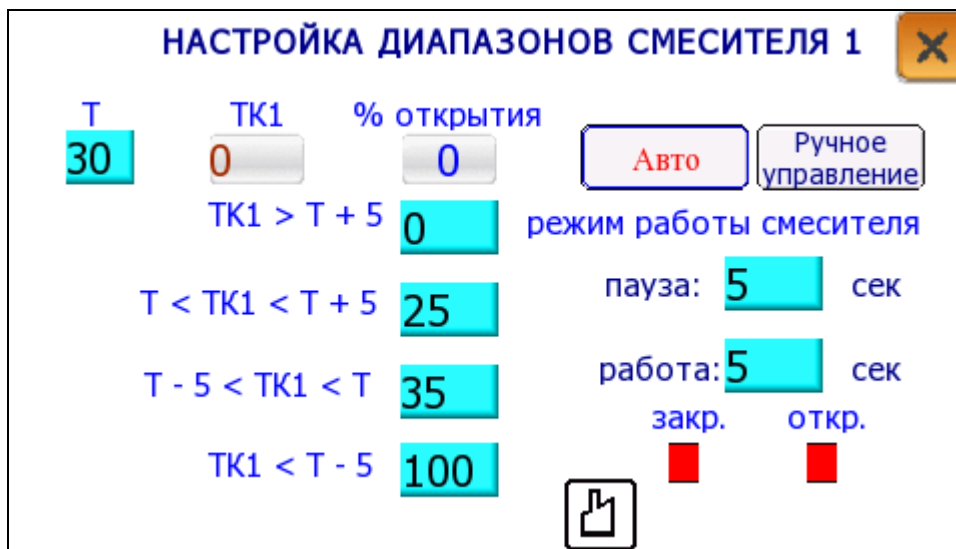 НАСТРОЙКА ДИАПАЗОНОВ СМЕСИТЕЛЯ 1
Т ТК1 % открытия
30 0 0 Авто Ручное
управление
ТК1 > Т + 5 0 режим работы смесителя
пауза: 5 сек
Т < ТК1 < Т + 5 25
работа: 5 сек
Т - 5 < ТК1 < Т 35
закр. откр.
ТК1 < Т - 5 100